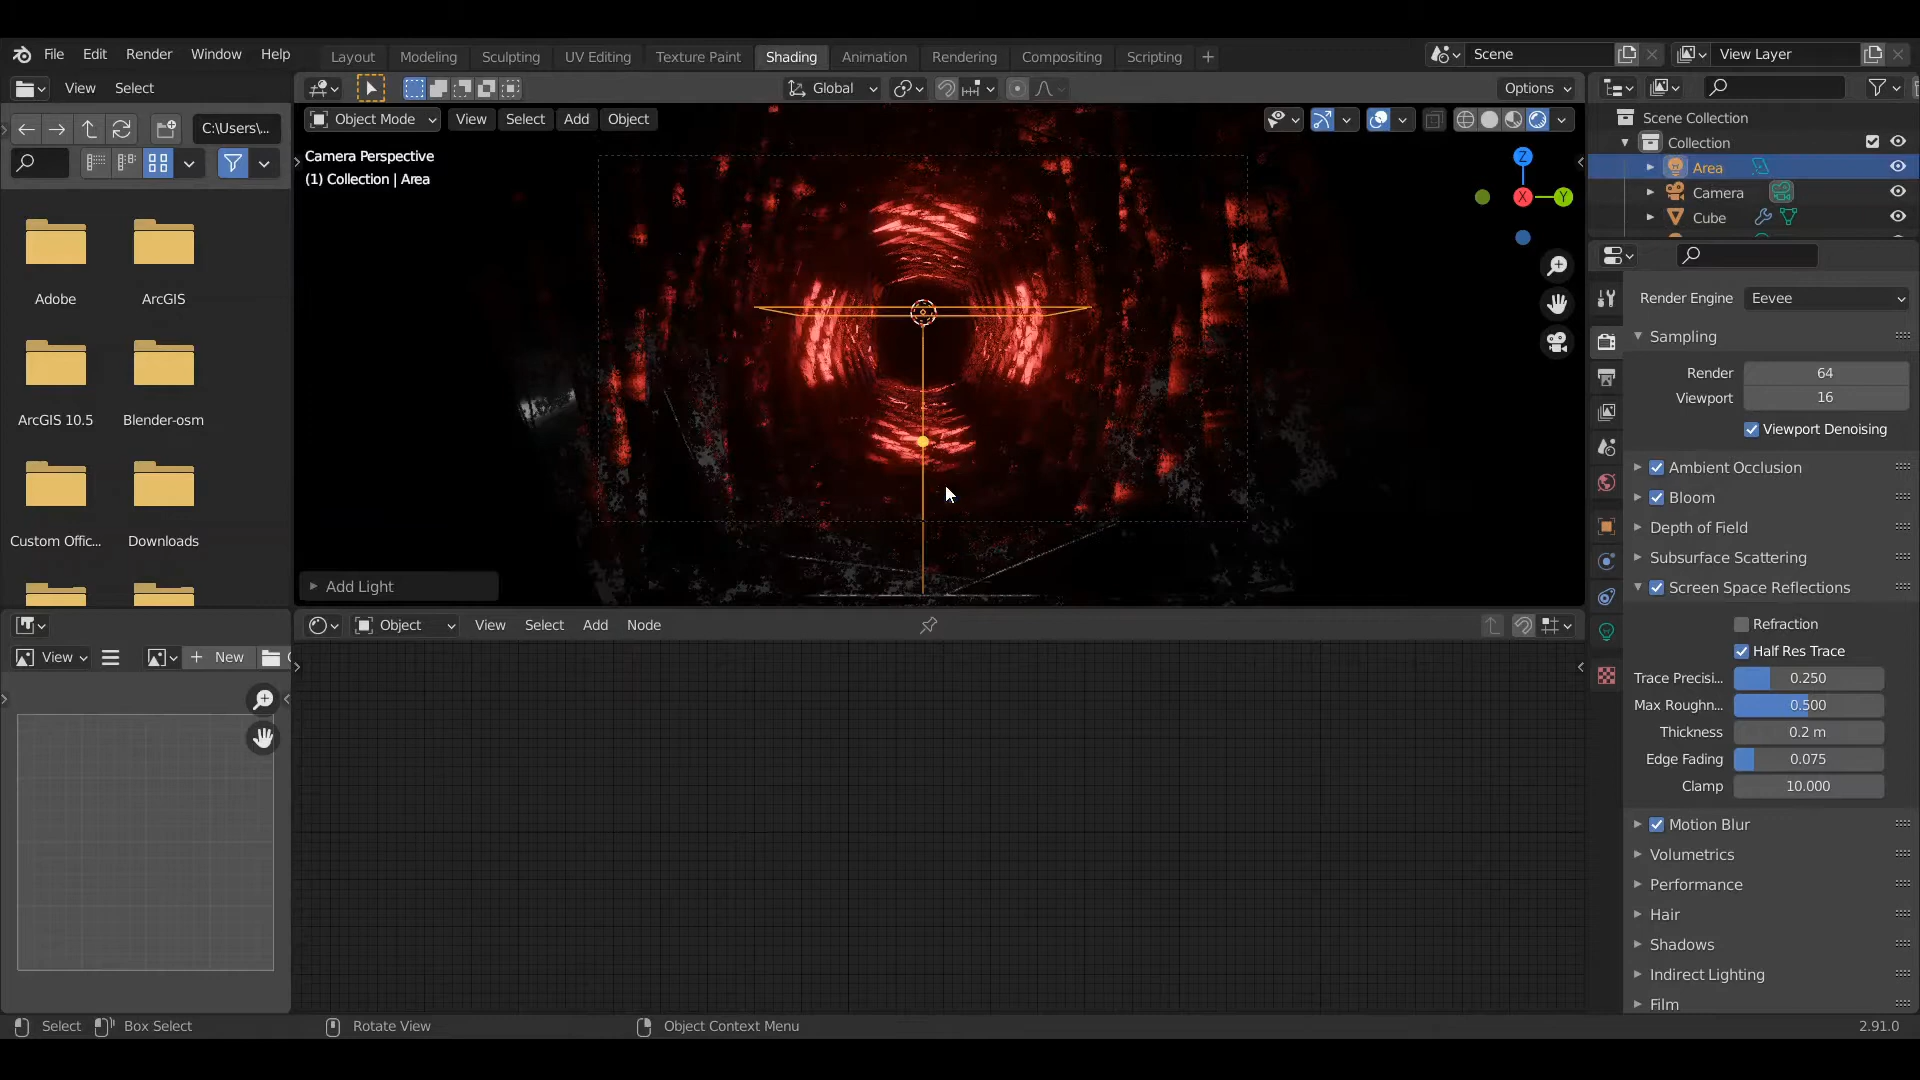 File Edit Render Window Help
Layout Modeling Sculpting UV Editing Texture Paint Shading Animation Rendering Compositing Scripting +
Scene
View Layer
View Select
Global
Options
C:\Users\...
Object Mode View Select Add Object
Camera Perspective
(1) Collection | Area
Z
X
Y
Scene Collection
Collection
Area
Camera
Cube
Adobe
ArcGIS
ArcGIS 10.5
Blender-osm
Custom Offic...
Downloads
Add Light
Render Engine Eevee
Sampling
Render 64
Viewport 16
Viewport Denoising
Ambient Occlusion
Bloom
Depth of Field
Subsurface Scattering
Screen Space Reflections
Refraction
Half Res Trace
Trace Precisi... 0.250
Max Roughn... 0.500
Thickness 0.2 m
Edge Fading 0.075
Clamp 10.000
Motion Blur
Volumetrics
Performance
Hair
Shadows
Indirect Lighting
Film
Object View Select Add Node
View
New
Select Box Select Rotate View Object Context Menu 2.91.0